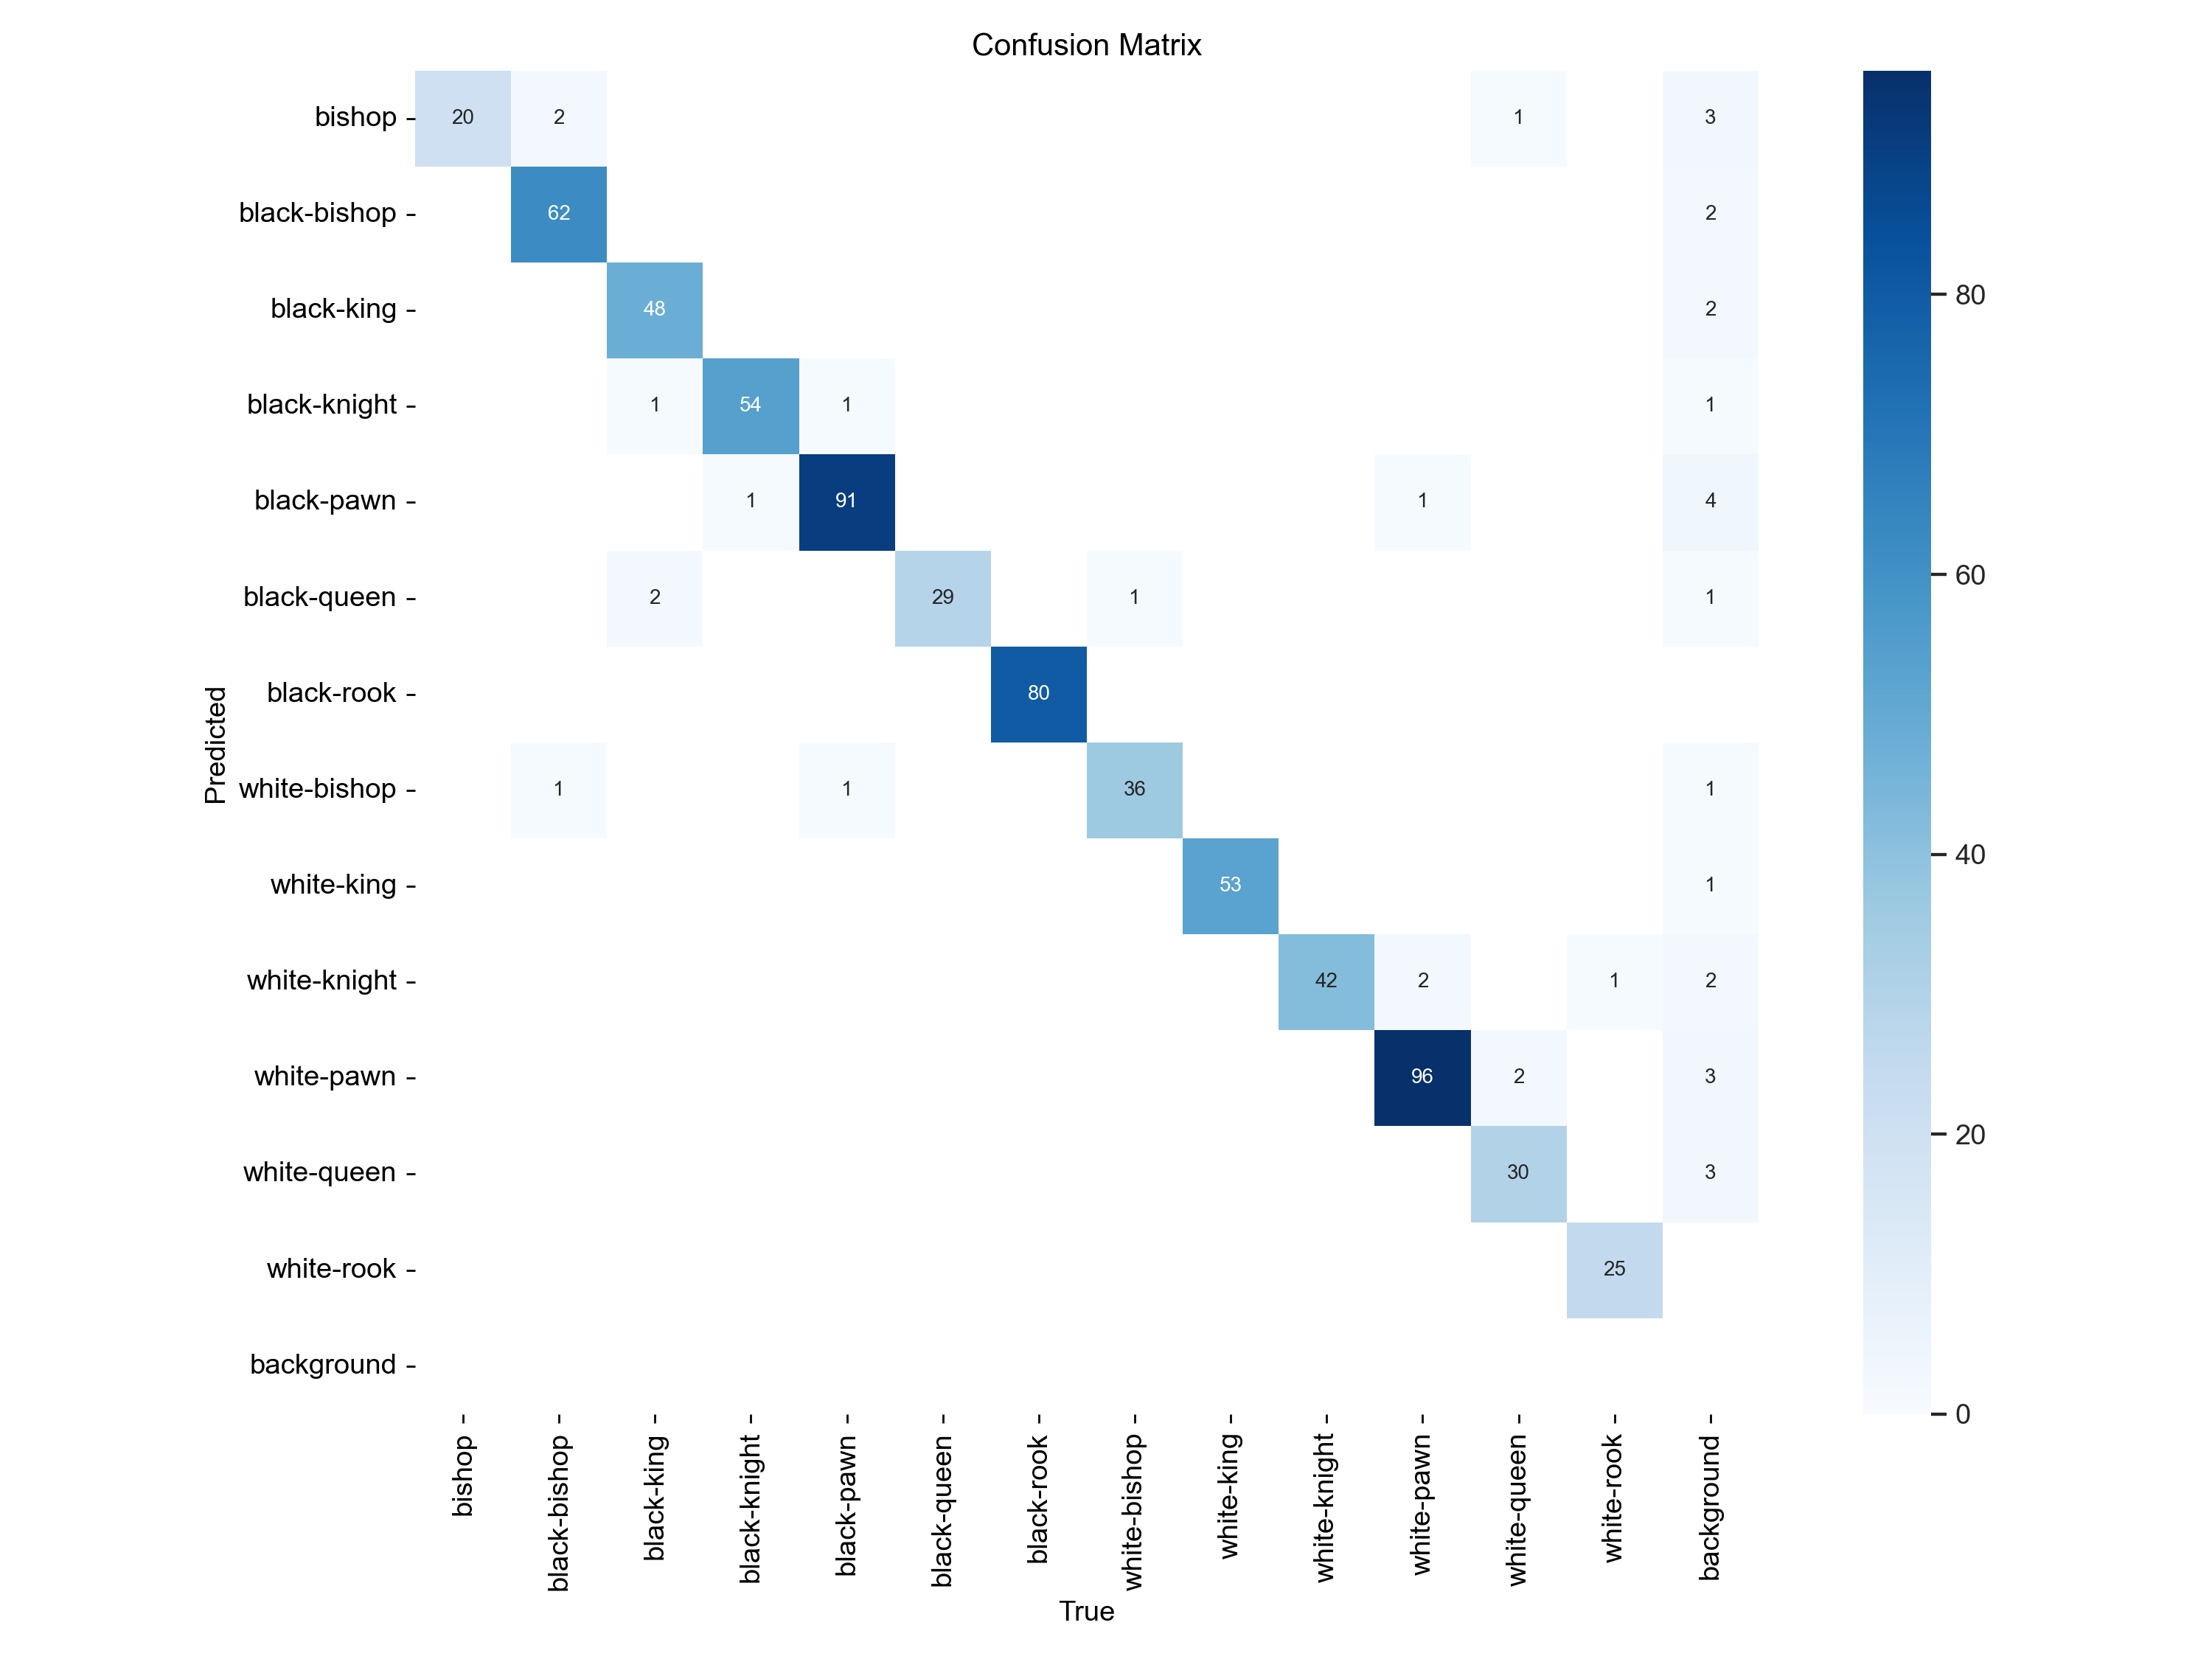 Confusion Matrix
bishop 20 2 1 3
black-bishop 62 2
black-king 48 2
80
black-knight 1 54 1 1
black-pawn 1 91 1 4
black-queen 2 29 1 1
60
black-rook 80
Predicted
white-bishop 1 1 36 1
white-king 53 1
40
white-knight 42 2 1 2
white-pawn 96 2 3
20
white-queen 30 3
white-rook 25
background
0
bishop
black-bishop
black-king
black-knight
black-pawn
black-queen
black-rook
white-bishop
white-king
white-knight
white-pawn
white-queen
white-rook
background
True